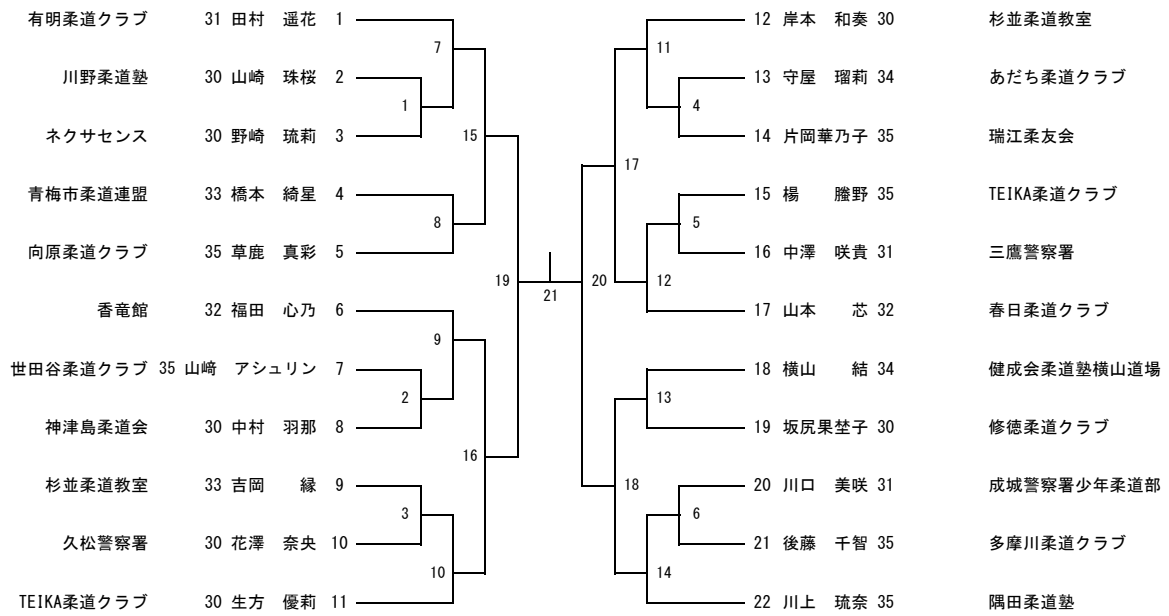 有明柔道クラブ 31 田村 遥花 1 12 岸本 和奏 30 杉並柔道教室
7 11
川野柔道塾 30 山崎 珠桜 2 13 守屋 瑠莉 34 あだち柔道クラブ
1 4
ネクサセンス 30 野崎 琉莉 3 15 14 片岡華乃子 35 瑞江柔友会
17
青梅市柔道連盟 33 橋本 綺星 4 15 楊 塍野 35 TEIKA柔道クラブ
8 5
向原柔道クラブ 35 草鹿 真彩 5 16 中澤 咲貴 31 三鷹警察署
19 21 20 12
香竜館 32 福田 心乃 6 17 山本 芯 32 春日柔道クラブ
9
世田谷柔道クラブ 35 山﨑 アシュリン 7 18 横山 結 34 健成会柔道塾横山道場
2 13
神津島柔道会 30 中村 羽那 8 19 坂尻果埜子 30 修徳柔道クラブ
16
杉並柔道教室 33 吉岡 縁 9 18 20 川口 美咲 31 成城警察署少年柔道部
3 6
久松警察署 30 花澤 奈央 10 21 後藤 千智 35 多摩川柔道クラブ
10 14
TEIKA柔道クラブ 30 生方 優莉 11 22 川上 琉奈 35 隅田柔道塾